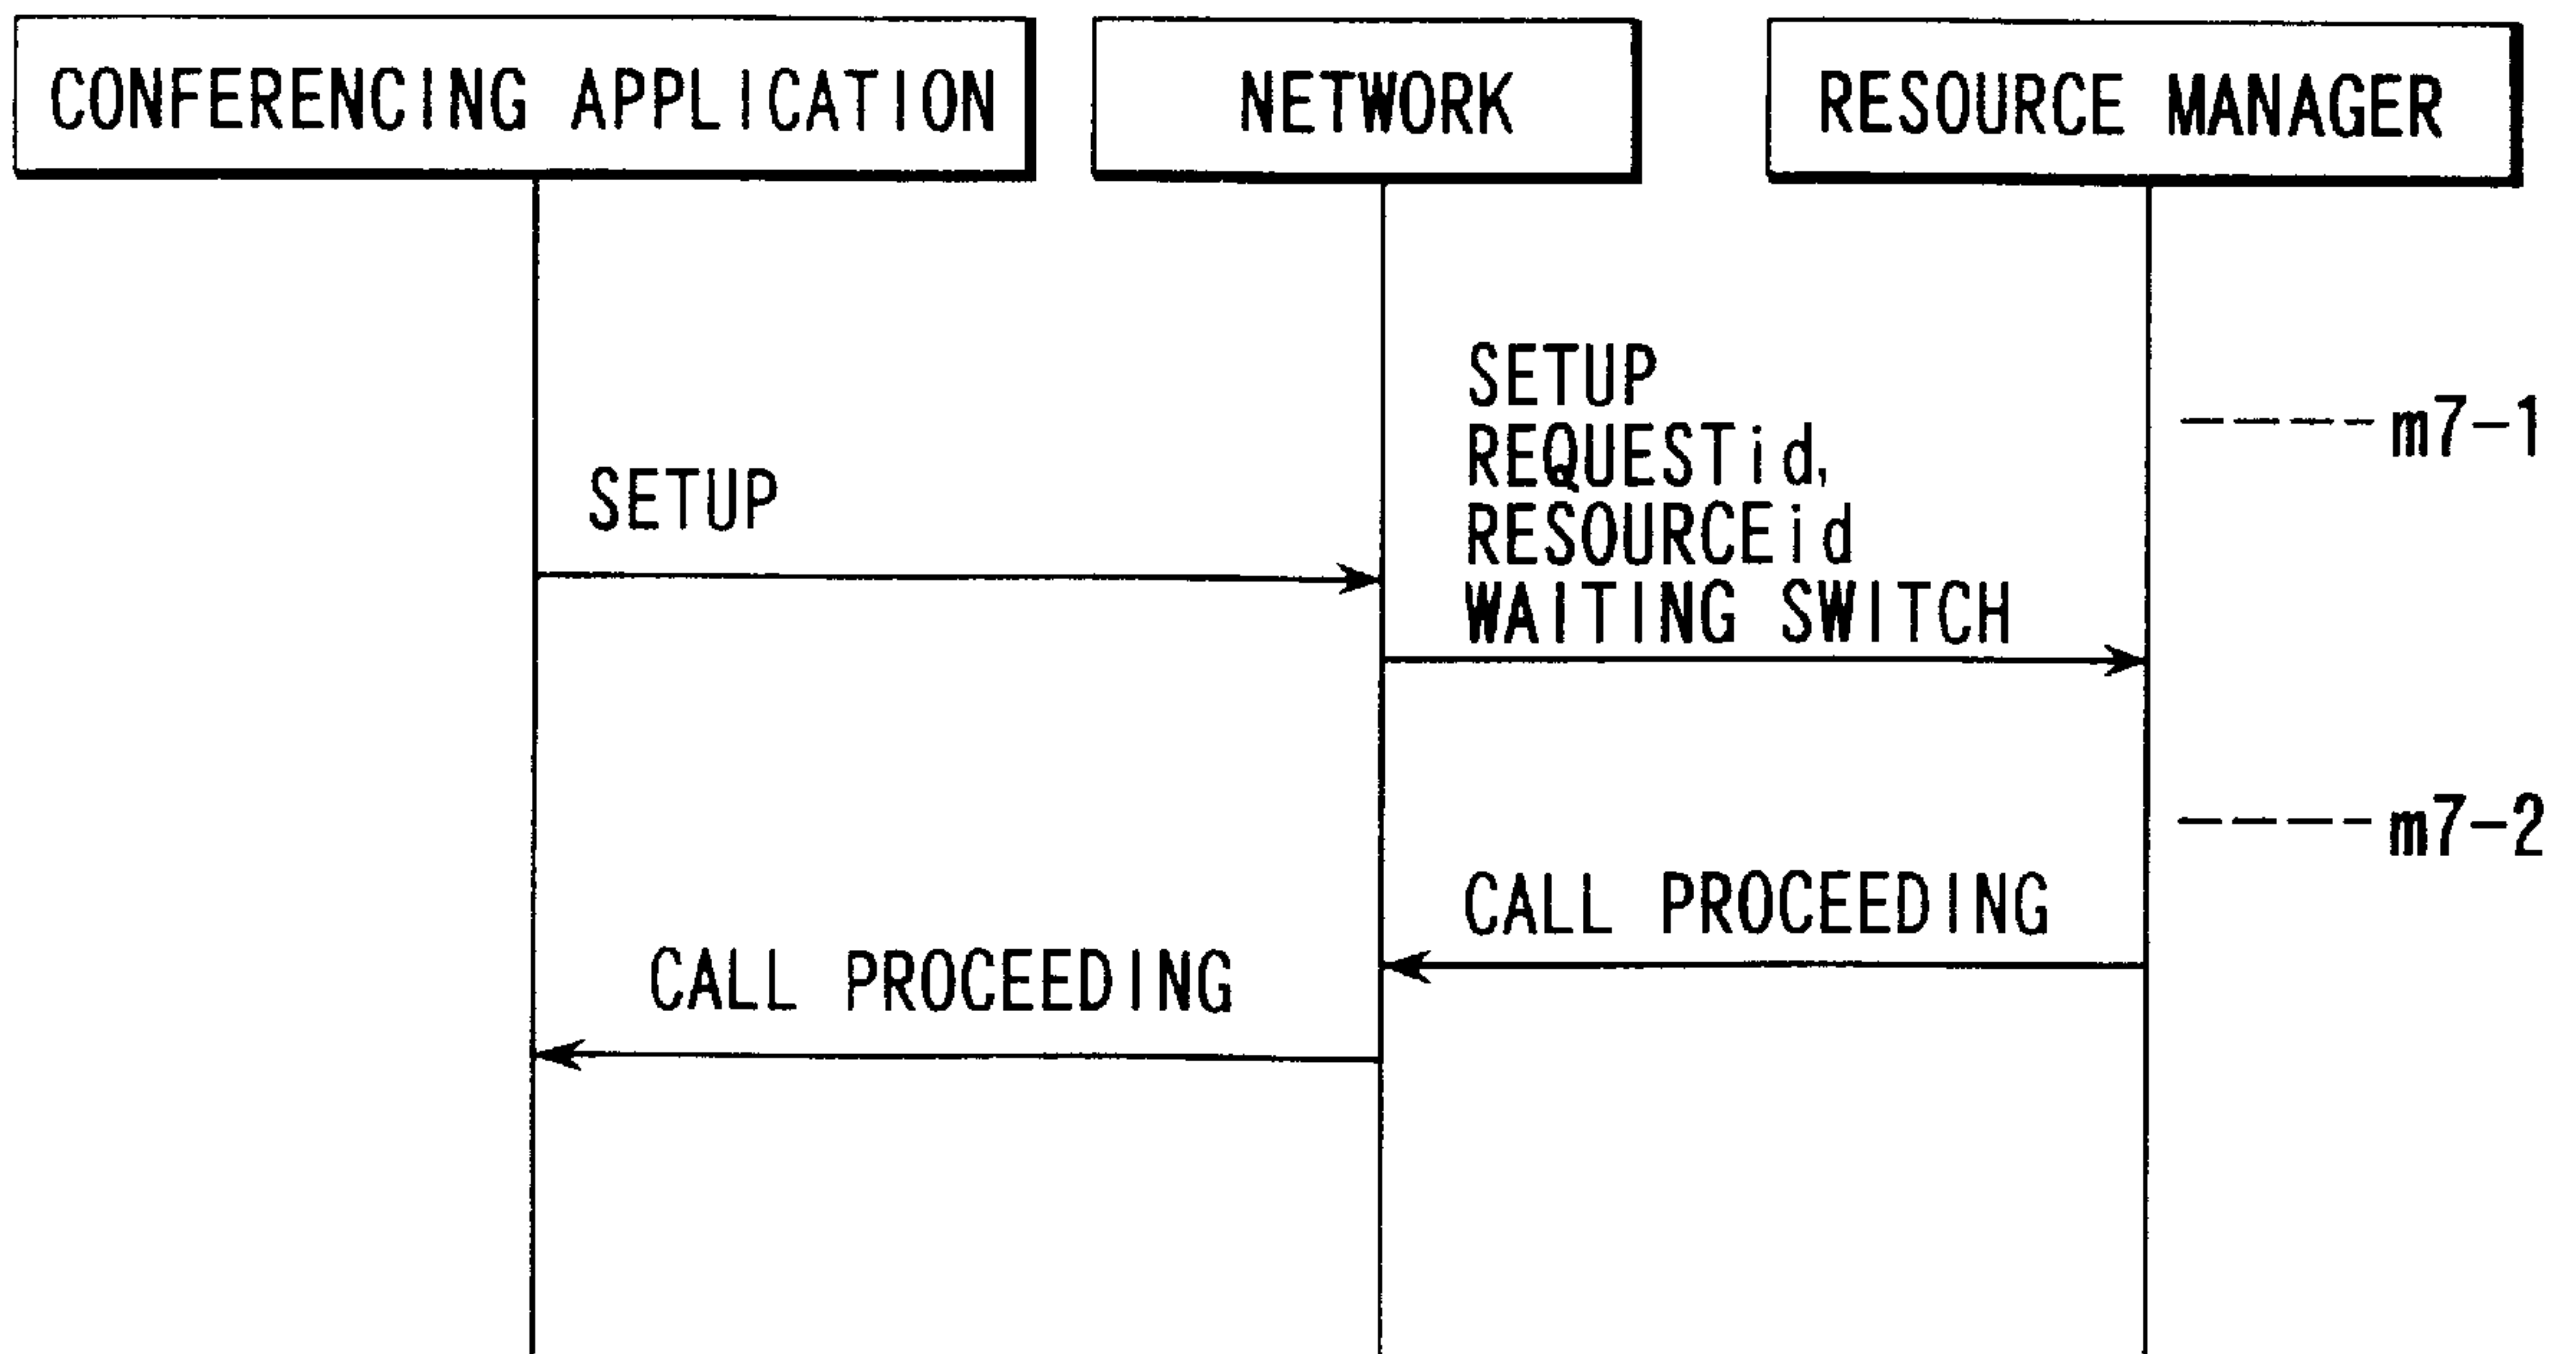 CONFERENCING APPLICATION
NETWORK
RESOURCE MANAGER
SETUP
REQUESTid,
RESOURCEid
WAITING SWITCH
m7-1
SETUP
m7-2
CALL PROCEEDING
CALL PROCEEDING